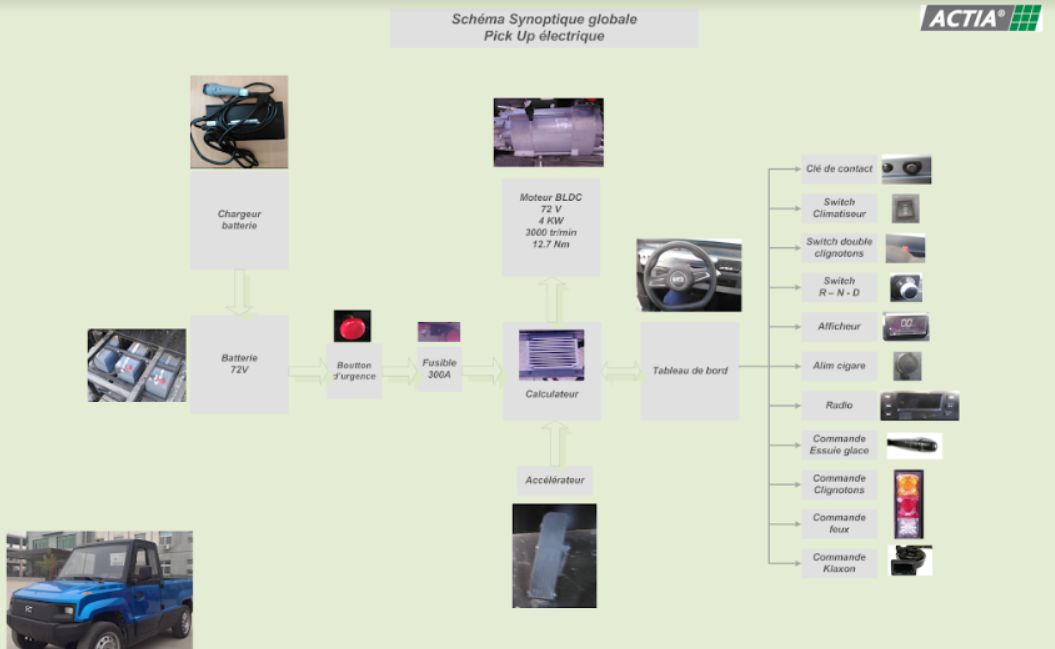 Schéma Synoptique globale
Pick Up électrique
ACTIA®
Chargeur
batterie
Moteur BLDC
72 V
4 KW
3000 tr/min
12.7 Nm
Batterie
72V
Boutton
d'urgence
Fusible
300A
Calculateur
Tableau de bord
Accélérateur
Clé de contact
Switch
Climatiseur
Switch double
clignotons
Switch
R – N - D
Afficheur
Alim cigare
Radio
Commande
Essuie glace
Commande
Clignotons
Commande
feux
Commande
Klaxon